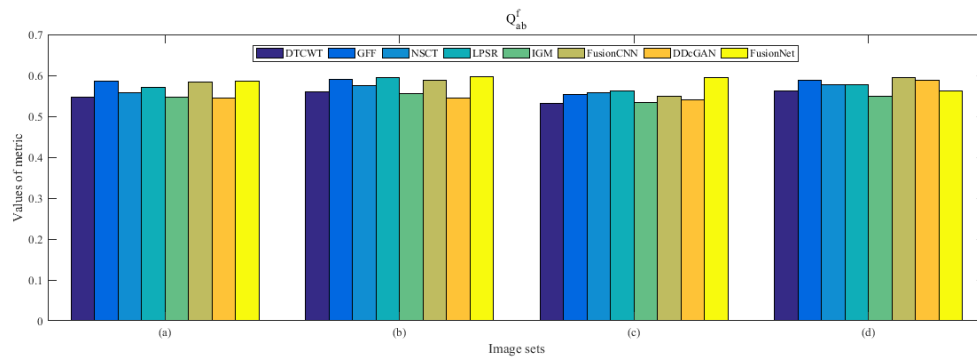 Q_ab^f
0.7
DTCWT GFF NSCT LPSR IGM FusionCNN DDcGAN FusionNet
0.6
0.5
0.4
0.3
0.2
0.1
0
Values of metric
(a) (b) (c) (d)
Image sets